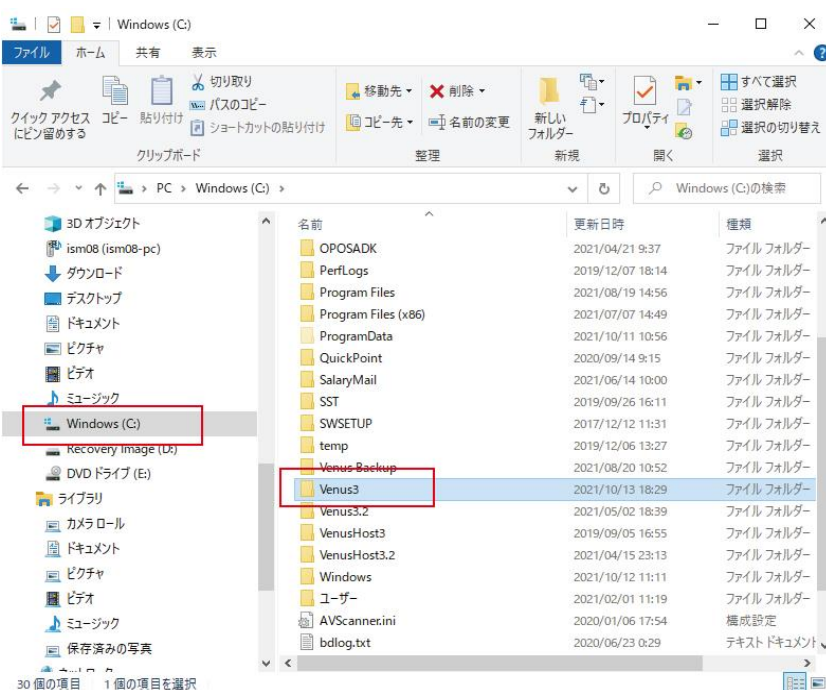 Windows (C:)
ファイル ホーム 共有 表示
クイック アクセス
にピン留めする
コピー
貼り付け
切り取り
パスのコピー
ショートカットの貼り付け
クリップボード
移動先
コピー先
削除
名前の変更
整理
新しい
フォルダー
新規
プロパティ
開く
すべて選択
選択解除
選択の切り替え
選択
PC > Windows (C:) >
Windows (C:)の検索
3D オブジェクト
ism08 (ism08-pc)
ダウンロード
デスクトップ
ドキュメント
ピクチャ
ビデオ
ミュージック
Windows (C:)
Recovery Image (D:)
DVD ドライブ (E:)
ライブラリ
カメラ ロール
ドキュメント
ピクチャ
ビデオ
ミュージック
保存済みの写真
名前 更新日時 種類
OPOSADK 2021/04/21 9:37 ファイル フォルダー
PerfLogs 2019/12/07 18:14 ファイル フォルダー
Program Files 2021/08/19 14:56 ファイル フォルダー
Program Files (x86) 2021/07/07 14:49 ファイル フォルダー
ProgramData 2021/10/11 10:56 ファイル フォルダー
QuickPoint 2020/09/14 9:15 ファイル フォルダー
SalaryMail 2021/06/14 10:00 ファイル フォルダー
SST 2019/09/26 16:11 ファイル フォルダー
SWSETUP 2017/12/12 11:31 ファイル フォルダー
temp 2019/12/06 13:27 ファイル フォルダー
Venus Backup 2021/08/20 10:52 ファイル フォルダー
Venus3 2021/10/13 18:29 ファイル フォルダー
Venus3.2 2021/05/02 18:39 ファイル フォルダー
VenusHost3 2019/09/05 16:55 ファイル フォルダー
VenusHost3.2 2021/04/15 23:13 ファイル フォルダー
Windows 2021/10/12 11:11 ファイル フォルダー
ユーザー 2021/02/01 11:19 ファイル フォルダー
AVScanner.ini 2020/01/06 17:54 構成設定
bdlog.txt 2020/06/23 0:29 テキスト ドキュメント
30 個の項目 1 個の項目を選択